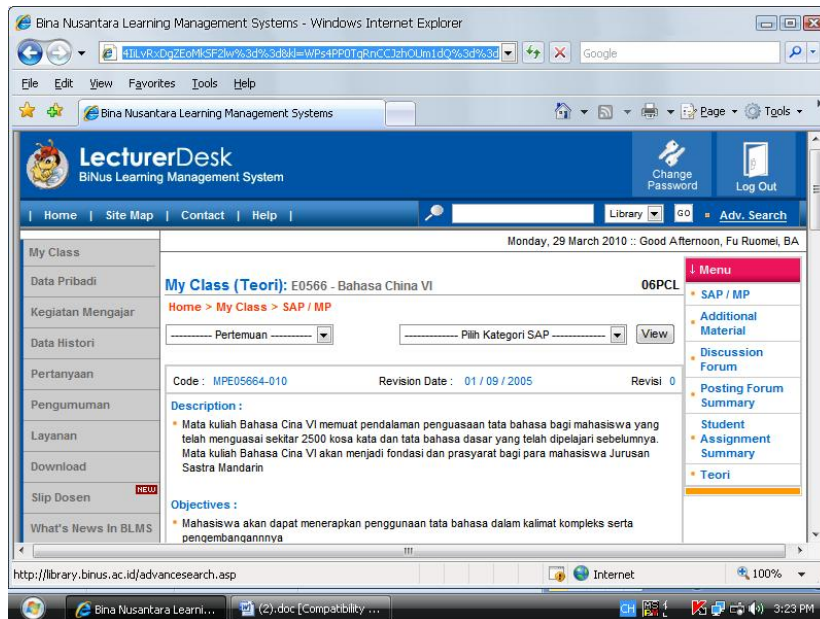 Bina Nusantara Learning Management Systems - Windows Internet Explorer
Google
File Edit View Favorites Tools Help
Bina Nusantara Learning Management Systems
Page Tools
LecturerDesk
BiNus Learning Management System
Change Password
Log Out
| Home | Site Map | Contact | Help |
Library
GO
Adv. Search
Monday, 29 March 2010 :: Good Afternoon, Fu Ruomei, BA
My Class
Data Pribadi
Kegiatan Mengajar
Data Histori
Pertanyaan
Pengumuman
Layanan
Download
Slip Dosen NEW
What's News In BLMS
My Class (Teori): E0566 - Bahasa China VI 06PCL
Home > My Class > SAP / MP
---------- Pertemuan ----------
---------- Pilih Kategori SAP ------------
View
Code : MPE05664-010 Revision Date : 01 / 09 / 2005 Revisi 0
Description :
Mata kuliah Bahasa Cina VI memuat pendalaman penguasaan tata bahasa bagi mahasiswa yang
telah menguasai sekitar 2500 kosa kata dan tata bahasa dasar yang telah dipelajari sebelumnya.
Mata kuliah Bahasa Cina VI akan menjadi fondasi dan prasyarat bagi para mahasiswa Jurusan
Sastra Mandarin
Objectives :
Mahasiswa akan dapat menerapkan penggunaan tata bahasa dalam kalimat kompleks serta
pengembangannnya
↓ Menu
SAP / MP
Additional
Material
Discussion
Forum
Posting Forum
Summary
Student
Assignment
Summary
Teori
http://library.binus.ac.id/advancesearch.asp
Internet
100%
Bina Nusantara Learni...
(2).doc [Compatibility ...
CH
3:23 PM